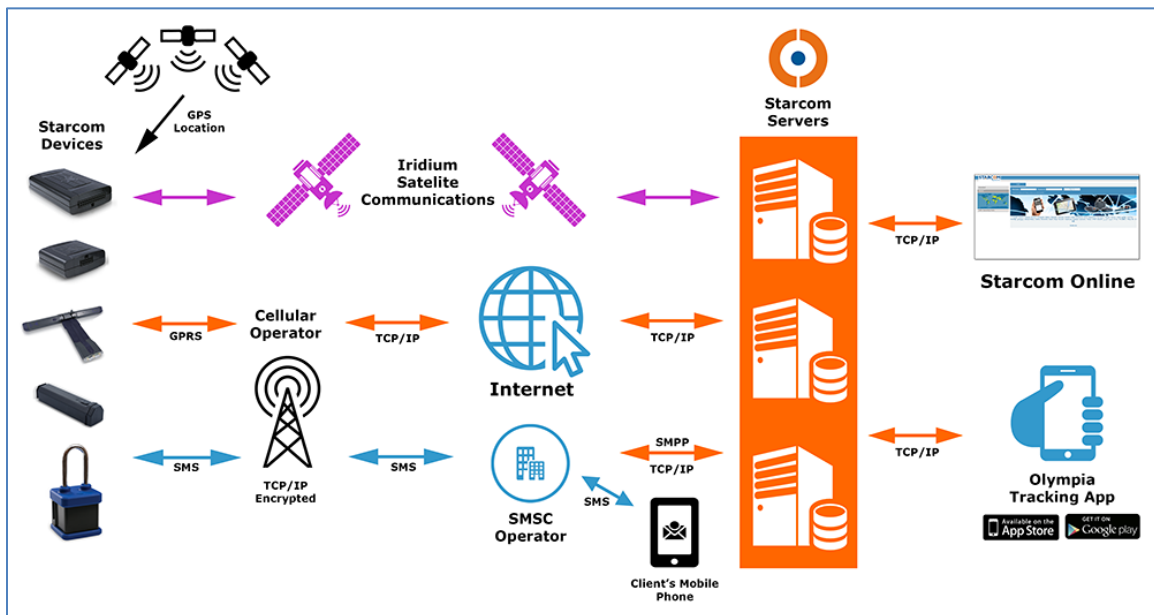 GPS
Location
Starcom
Devices
Starcom
Servers
Iridium
Satelite
Communications
TCP/IP
Starcom Online
Cellular
Operator
GPRS
TCP/IP
Internet
TCP/IP
SMS
TCP/IP
Encrypted
SMS
SMSC
Operator
SMPP
TCP/IP
SMS
Client's Mobile
Phone
TCP/IP
Olympia
Tracking App
Available on the
App Store
GET IT ON
Google play